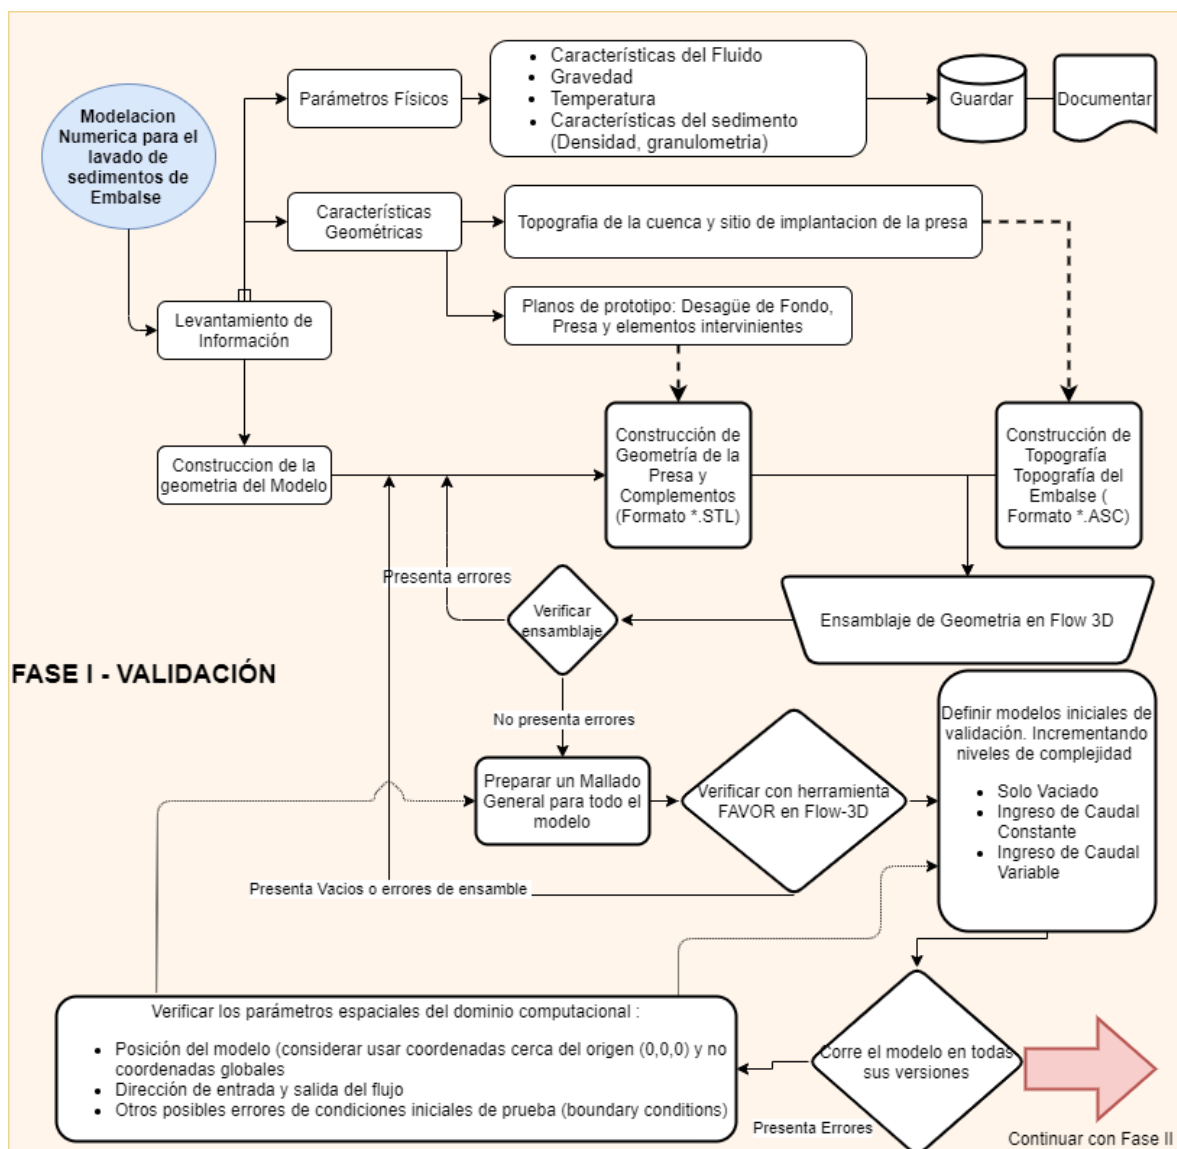 Modelacion
Numerica para el
lavado de
sedimentos de
Embalse
Parámetros Físicos
Características del Fluido
Gravedad
Temperatura
Características del sedimento
(Densidad, granulometria)
Guardar
Documentar
Características
Geométricas
Topografia de la cuenca y sitio de implantacion de la presa
Planos de prototipo: Desagüe de Fondo,
Presa y elementos intervinientes
Levantamiento de
Información
Construccion de la
geometria del Modelo
Construcción de
Geometría de la
Presa y
Complementos
(Formato *.STL)
Construcción de
Topografía
Topografía del
Embalse (
Formato *.ASC)
Presenta errores
Verificar
ensamblaje
Ensamblaje de Geometria en Flow 3D
FASE I - VALIDACIÓN
No presenta errores
Preparar un Mallado
General para todo el
modelo
Verificar con herramienta
FAVOR en Flow-3D
Definir modelos iniciales de
validación. Incrementando
niveles de complejidad
Solo Vaciado
Ingreso de Caudal
Constante
Ingreso de Caudal
Variable
Presenta Vacios o errores de ensamble
Verificar los parámetros espaciales del dominio computacional :
Posición del modelo (considerar usar coordenadas cerca del origen (0,0,0) y no
coordenadas globales
Dirección de entrada y salida del flujo
Otros posibles errores de condiciones iniciales de prueba (boundary conditions)
Corre el modelo en todas
sus versiones
Presenta Errores
Continuar con Fase II